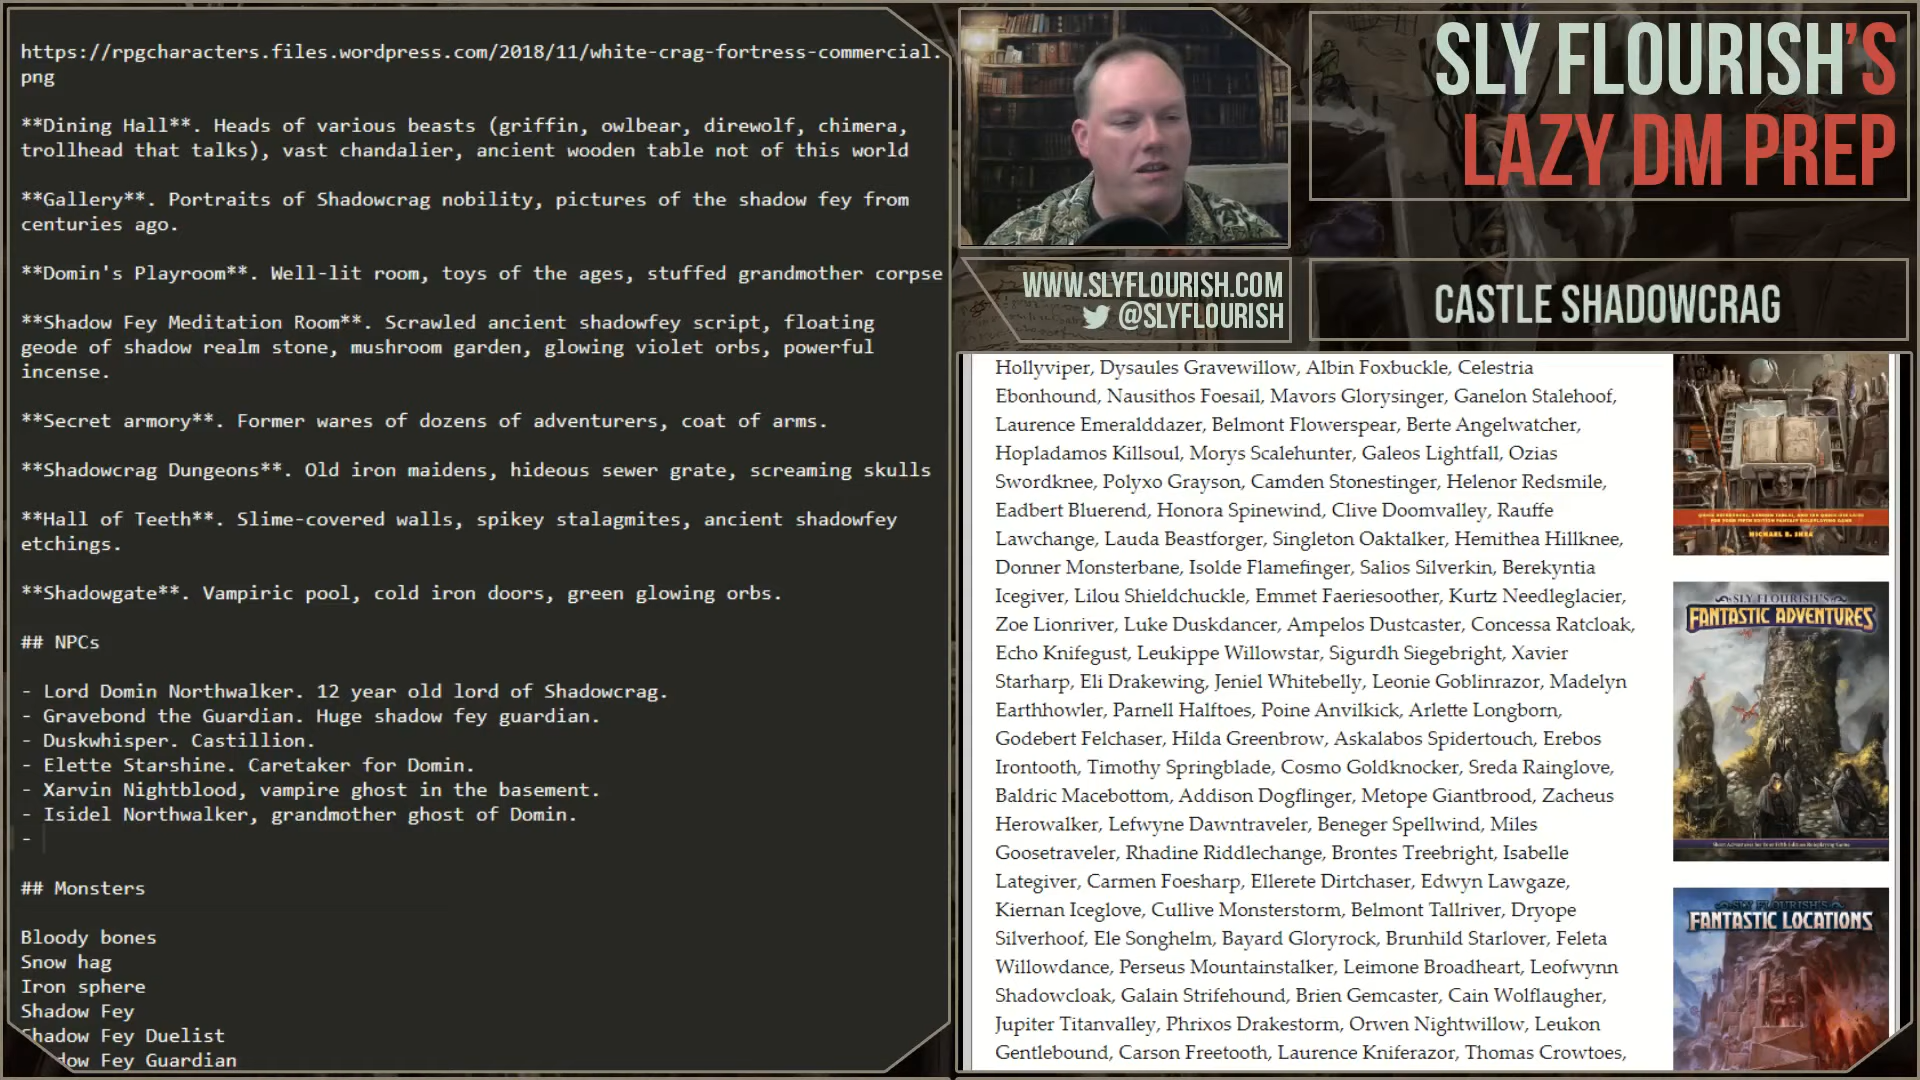 https://rpgcharacters.files.wordpress.com/2018/11/white-crag-fortress-commercial.
png
**Dining Hall**. Heads of various beasts (griffin, owlbear, direwolf, chimera,
trollhead that talks), vast chandalier, ancient wooden table not of this world
**Gallery**. Portraits of Shadowcrag nobility, pictures of the shadow fey from
centuries ago.
**Domin's Playroom**. Well-lit room, toys of the ages, stuffed grandmother corpse
**Shadow Fey Meditation Room**. Scrawled ancient shadowfey script, floating
geode of shadow realm stone, mushroom garden, glowing violet orbs, powerful
incense.
**Secret armory**. Former wares of dozens of adventurers, coat of arms.
**Shadowcrag Dungeons**. Old iron maidens, hideous sewer grate, screaming skulls
**Hall of Teeth**. Slime-covered walls, spikey stalagmites, ancient shadowfey
etchings.
**Shadowgate**. Vampiric pool, cold iron doors, green glowing orbs.
## NPCs
- Lord Domin Northwalker. 12 year old lord of Shadowcrag.
- Gravebond the Guardian. Huge shadow fey guardian.
- Duskwhisper. Castillion.
- Elette Starshine. Caretaker for Domin.
- Xarvin Nightblood, vampire ghost in the basement.
- Isidel Northwalker, grandmother ghost of Domin.
-
## Monsters
Bloody bones
Snow hag
Iron sphere
Shadow Fey
Shadow Fey Duelist
dow Fey Guardian
SLY FLOURISH'S
LAZY DM PREP
WWW.SLYFLOURISH.COM
@SLYFLOURISH
CASTLE SHADOWCRAG
Hollyviper, Dysaules Gravewillow, Albin Foxbuckle, Celestria
Ebonhound, Nausithos Foesail, Mavors Glorysinger, Ganelon Stalehoof,
Laurence Emeralddazer, Belmont Flowerspear, Berte Angelwatcher,
Hopladamos Killsoul, Morys Scalehunter, Galeos Lightfall, Ozias
Swordknee, Polyxo Grayson, Camden Stonestinger, Helenor Redsmile,
Eadbert Bluerend, Honora Spinewind, Clive Doomvalley, Rauffe
Lawchange, Lauda Beastforger, Singleton Oaktalker, Hemithea Hillknee,
Donner Monsterbane, Isolde Flamefinger, Salios Silverkin, Berekyntia
Icegiver, Lilou Shieldchuckle, Emmet Faeriesoother, Kurtz Needleglacier,
Zoe Lionriver, Luke Duskdancer, Ampelos Dustcaster, Concessa Ratcloak,
Echo Knifegust, Leukippe Willowstar, Sigurdh Siegebright, Xavier
Starharp, Eli Drakewing, Jeniel Whitebelly, Leonie Goblinrazor, Madelyn
Earthhowler, Parnell Halftoes, Poine Anvilkick, Arlette Longborn,
Godebert Felchaser, Hilda Greenbrow, Askalabos Spidertouch, Erebos
Irontooth, Timothy Springblade, Cosmo Goldknocker, Sreda Rainglove,
Baldric Macebottom, Addison Dogflinger, Metope Giantbrood, Zacheus
Herowalker, Lefwyne Dawntraveler, Beneger Spellwind, Miles
Goosetraveler, Rhadine Riddlechange, Brontes Treebright, Isabelle
Lategiver, Carmen Foesharp, Ellerete Dirtchaser, Edwyn Lawgaze,
Kiernan Iceglove, Cullive Monsterstorm, Belmont Tallriver, Dryope
Silverhoof, Ele Songhelm, Bayard Gloryrock, Brunhild Starlover, Feleta
Willowdance, Perseus Mountainstalker, Leimone Broadheart, Leofwynn
Shadowcloak, Galain Strifehound, Brien Gemcaster, Cain Wolflaugher,
Jupiter Titanvalley, Phrixos Drakestorm, Orwen Nightwillow, Leukon
Gentlebound, Carson Freetooth, Laurence Kniferazor, Thomas Crowtoes,
MICHAEL E. SHEA
SLY FLOURISH'S
FANTASTIC ADVENTURES
SLY FLOURISH'S
FANTASTIC LOCATIONS